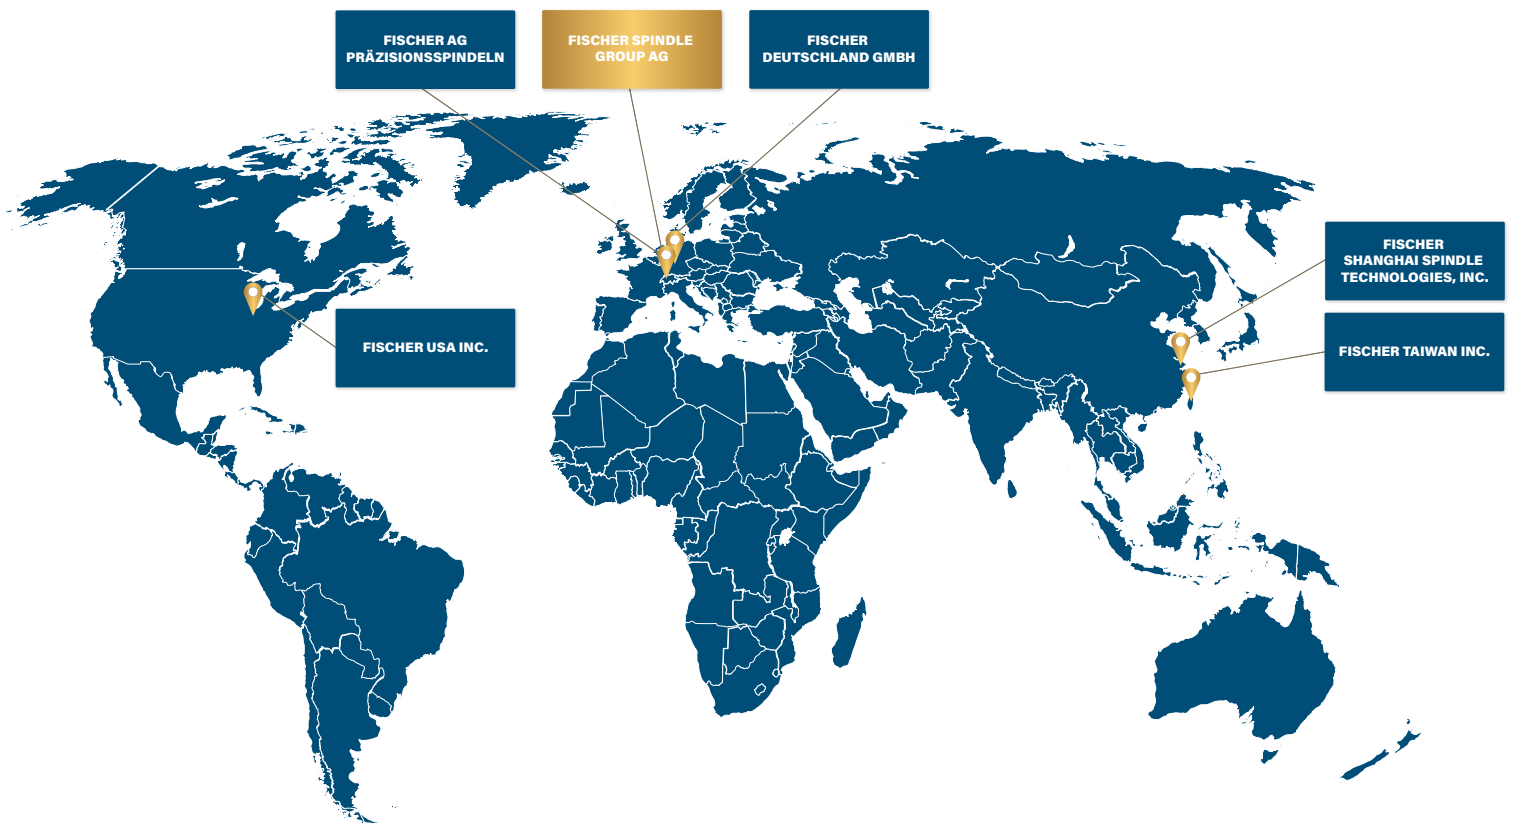 FISCHER AG
PRÄZISIONSSPINDELN
FISCHER SPINDLE
GROUP AG
FISCHER
DEUTSCHLAND GMBH
FISCHER
SHANGHAI SPINDLE
TECHNOLOGIES, INC.
FISCHER USA INC.
FISCHER TAIWAN INC.